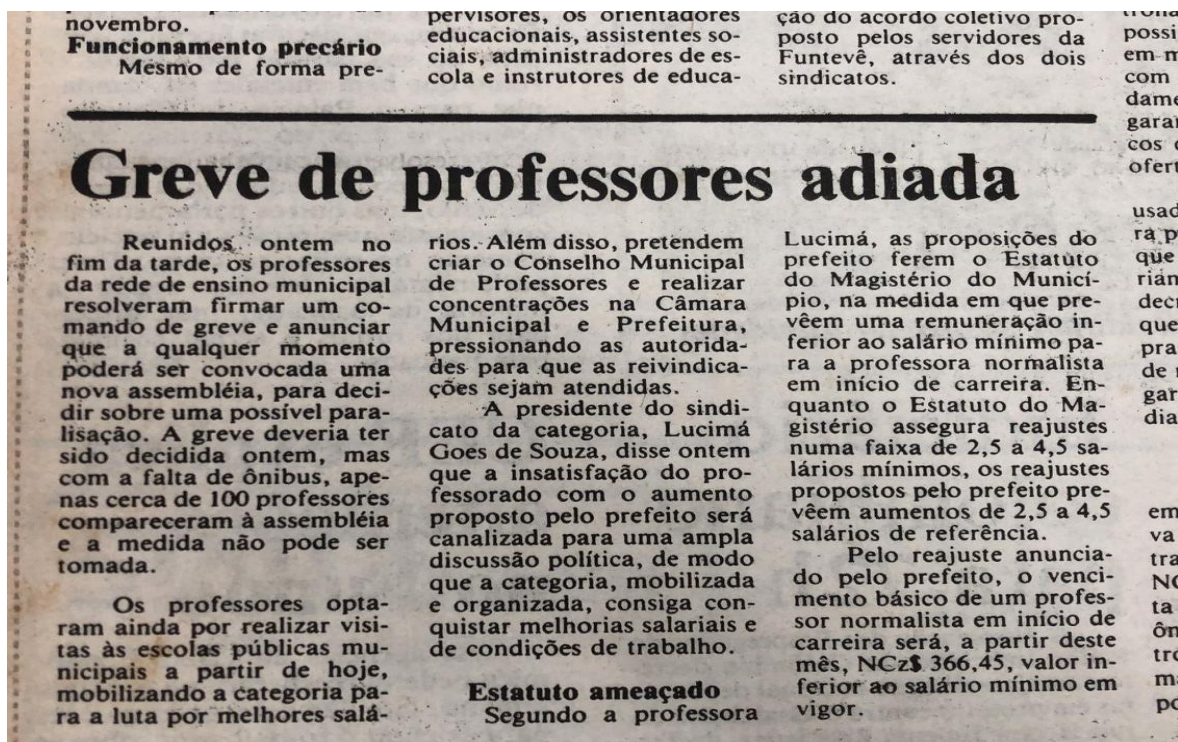 novembro.
Funcionamento precário
Mesmo de forma pre-
pervisores, os orientadores
educacionais, assistentes so-
ciais, administradores de es-
cola e instrutores de educa-
ção do acordo coletivo pro-
posto pelos servidores da
Funtevê, através dos dois
sindicatos.
Greve de professores adiada
Reunidos ontem no
fim da tarde, os professores
da rede de ensino municipal
resolveram firmar um co-
mando de greve e anunciar
que a qualquer momento
poderá ser convocada uma
nova assembléia, para deci-
dir sobre uma possível para-
lisação. A greve deveria ter
sido decidida ontem, mas
com a falta de ônibus, ape-
nas cerca de 100 professores
compareceram à assembléia
e a medida não pode ser
tomada.
Os professores opta-
ram ainda por realizar visi-
tas às escolas públicas mu-
nicipais a partir de hoje,
mobilizando a categoria pa-
ra a luta por melhores salá-
rios. Além disso, pretendem
criar o Conselho Municipal
de Professores e realizar
concentrações na Câmara
Municipal e Prefeitura,
pressionando as autorida-
des para que as reivindica-
ções sejam atendidas.
A presidente do sindi-
cato da categoria, Lucimá
Goes de Souza, disse ontem
que a insatisfação do pro-
fessorado com o aumento
proposto pelo prefeito será
canalizada para uma ampla
discussão política, de modo
que a categoria, mobilizada
e organizada, consiga con-
quistar melhorias salariais e
de condições de trabalho.
Estatuto ameaçado
Segundo a professora
Lucimá, as proposições do
prefeito ferem o Estatuto
do Magistério do Municí-
pio, na medida em que pre-
vêem uma remuneração in-
ferior ao salário mínimo pa-
ra a professora normalista
em início de carreira. En-
quanto o Estatuto do Ma-
gistério assegura reajustes
numa faixa de 2,5 a 4,5 sa-
lários mínimos, os reajustes
propostos pelo prefeito pre-
vêem aumentos de 2,5 a 4,5
salários de referência.
Pelo reajuste anuncia-
do pelo prefeito, o venci-
mento básico de um profes-
sor normalista em início de
carreira será, a partir deste
mês, NCz$ 366,45, valor in-
ferior ao salário mínimo em
vigor.